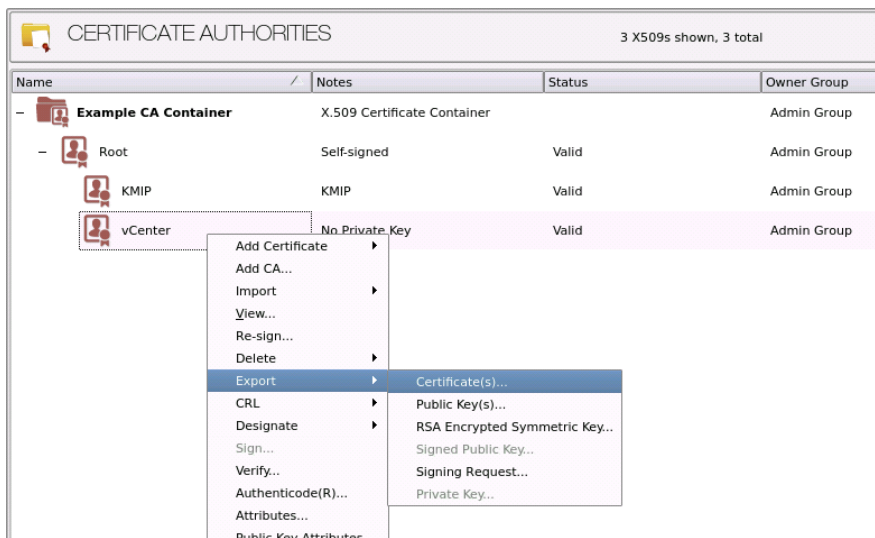 CERTIFICATE AUTHORITIES
3 X509s shown, 3 total
Name Notes Status Owner Group
Example CA Container X.509 Certificate Container Admin Group
Root Self-signed Valid Admin Group
KMIP KMIP Valid Admin Group
vCenter No Private Key Valid Admin Group
Add Certificate
Add CA...
Import
View...
Re-sign...
Delete
Export
CRL
Designate
Sign...
Verify...
Authenticode(R)...
Attributes...
Public Key Attributes
Certificate(s)...
Public Key(s)...
RSA Encrypted Symmetric Key...
Signed Public Key...
Signing Request...
Private Key...